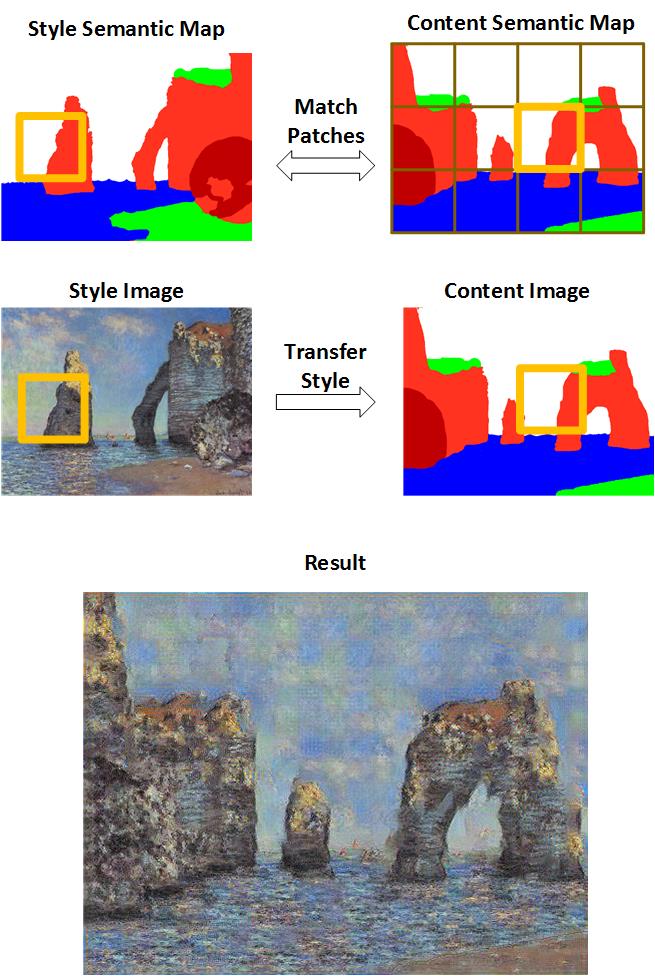 Style Semantic Map
Content Semantic Map
Match
Patches
Style Image
Content Image
Transfer
Style
Result